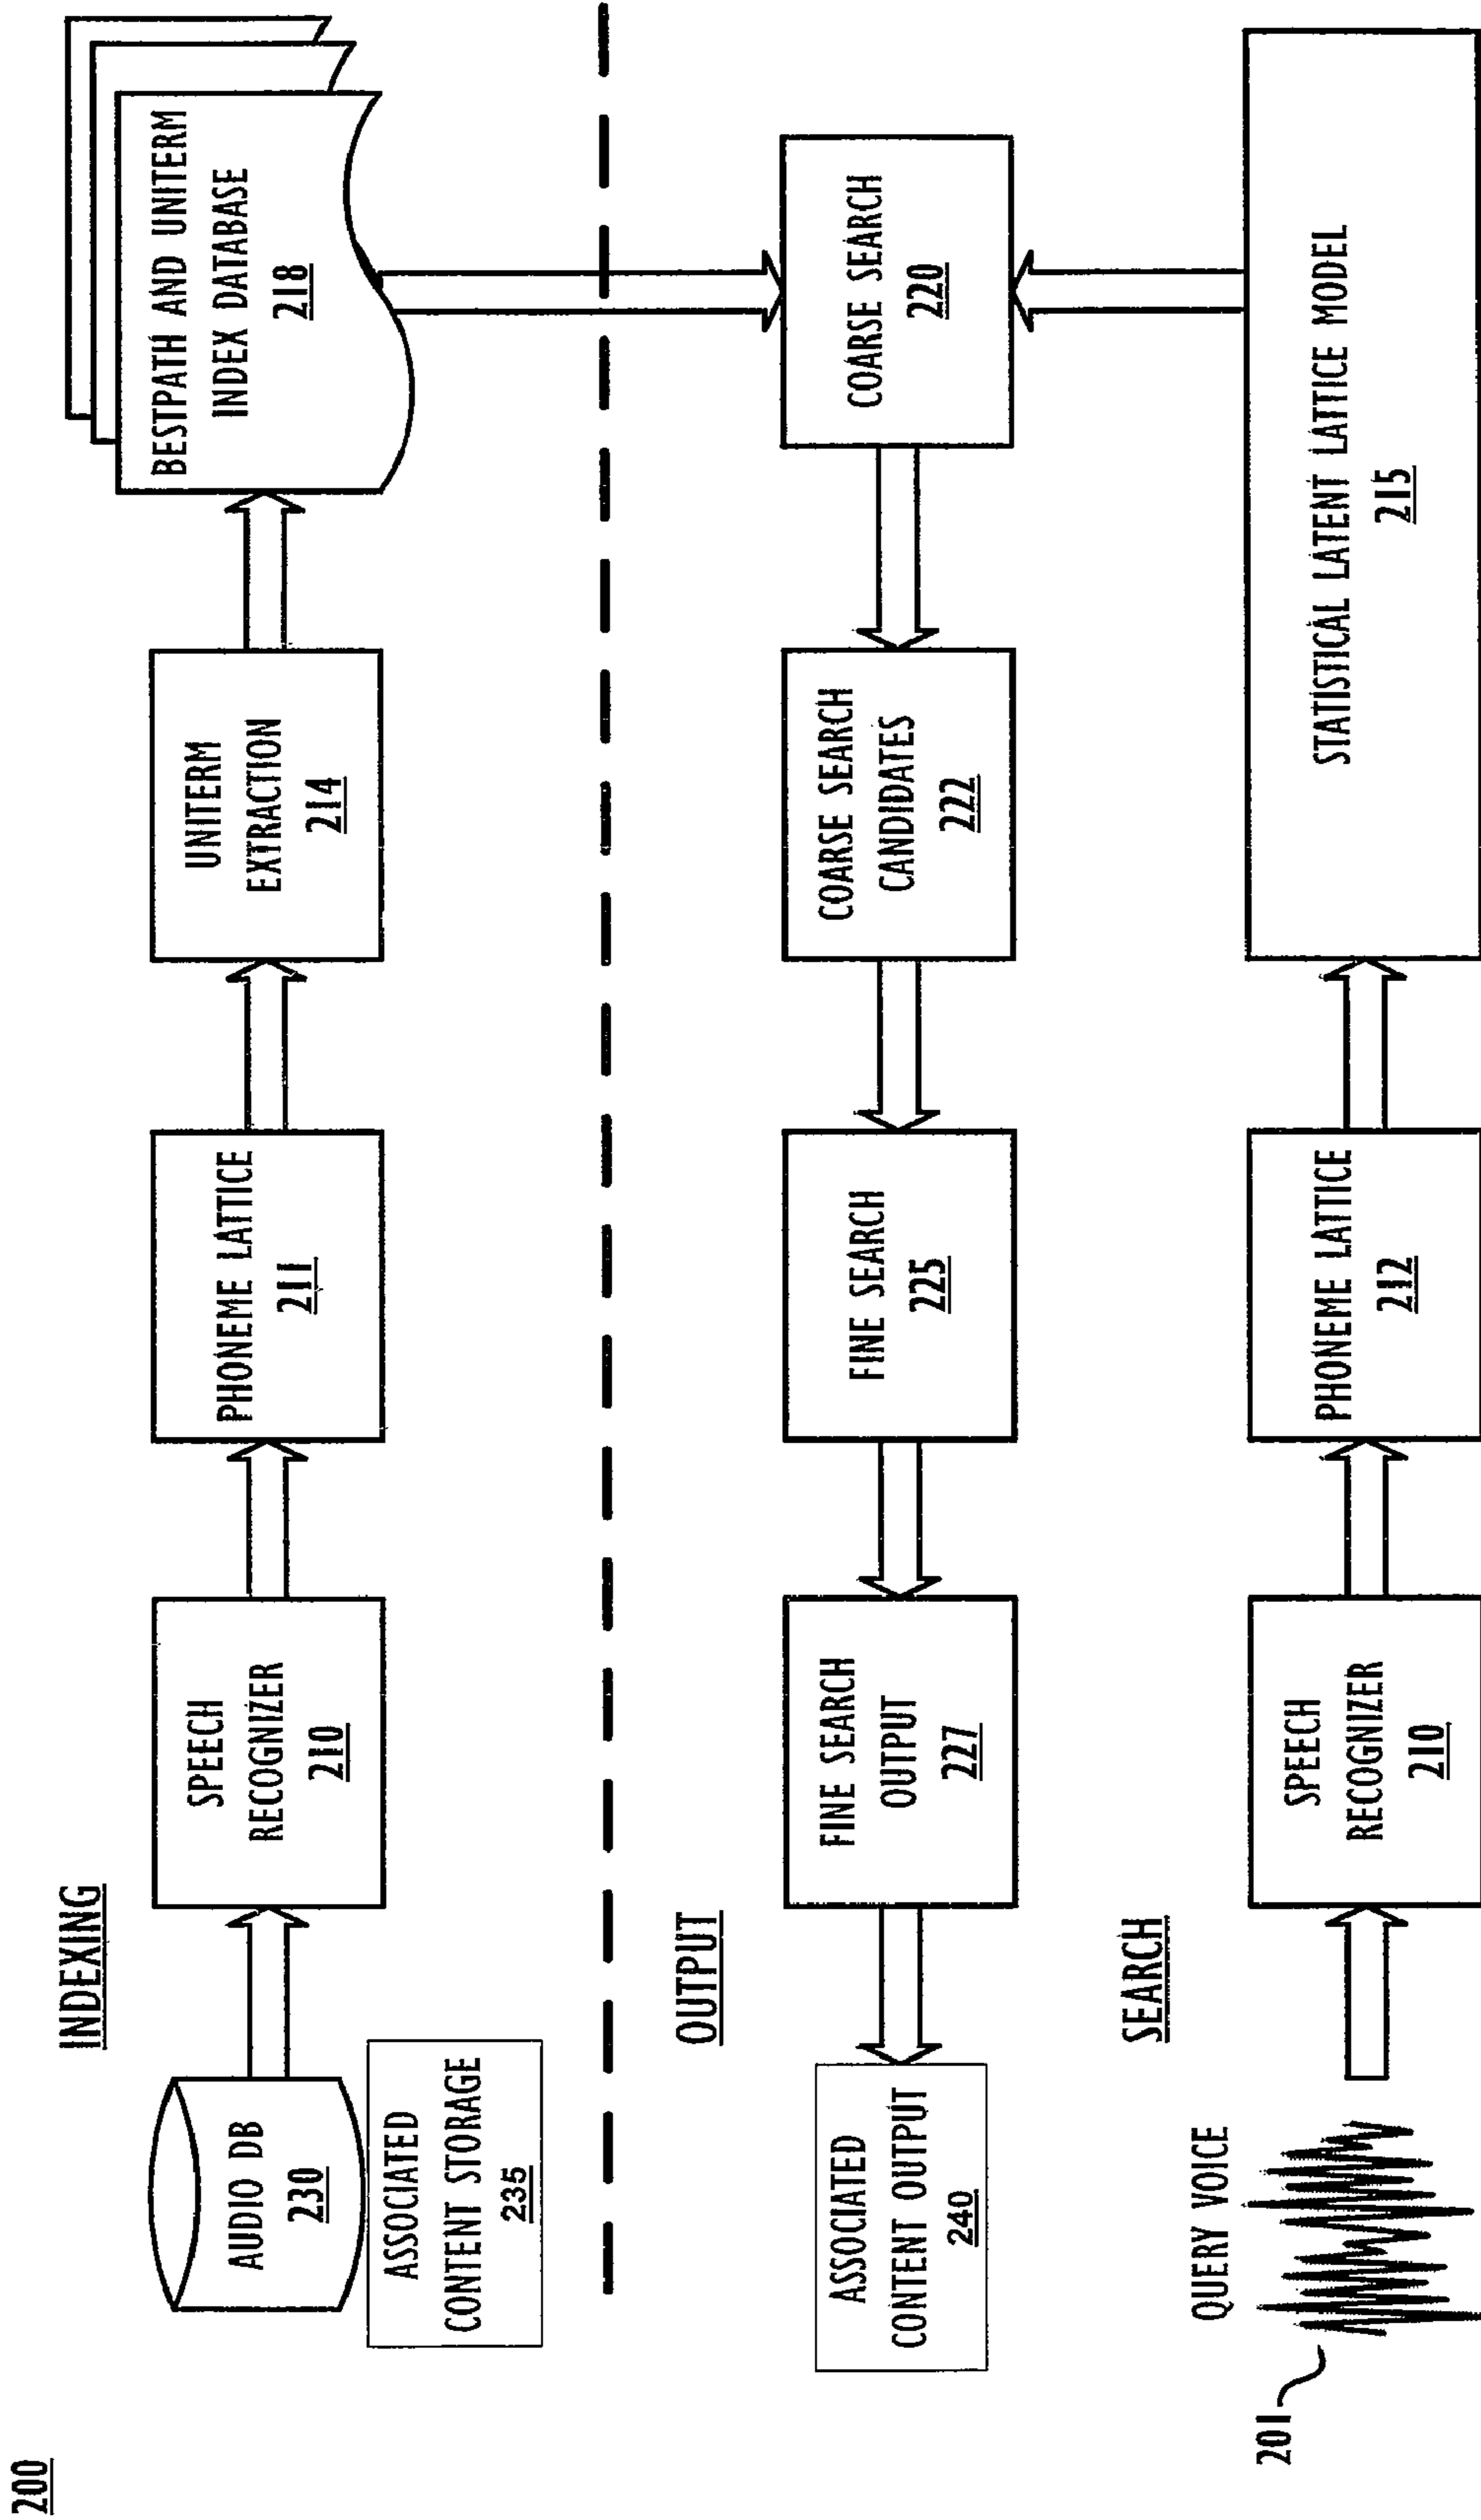 200
INDEXING
AUDIO DB
230
ASSOCIATED
CONTENT STORAGE
235
SPEECH
RECOGNIZER
210
PHONEME LATTICE
211
UNITERM
EXTRACTION
214
BESTPATH AND UNITERM
INDEX DATABASE
218
OUTPUT
ASSOCIATED
CONTENT OUTPUT
240
FINE SEARCH
OUTPUT
227
FINE SEARCH
225
COARSE SEARCH
CANDIDATES
222
COARSE SEARCH
220
SEARCH
QUERY VOICE
201
SPEECH
RECOGNIZER
210
PHONEME LATTICE
212
STATISTICAL LATENT LATTICE MODEL
215